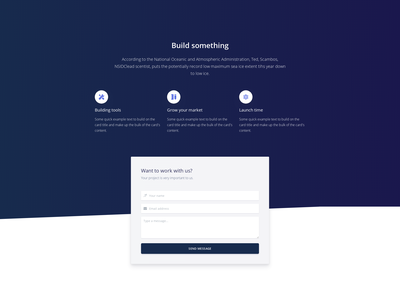 Build something
According to the National Oceanic and Atmospheric Administration, Ted, Scambos,
NSIDClead scentist, puts the potentially record low maximum sea ice extent tihs year down
to low ice.
Building tools
Some quick example text to build on the
card title and make up the bulk of the card's
content.
Grow your market
Some quick example text to build on the
card title and make up the bulk of the card's
content.
Launch time
Some quick example text to build on the
card title and make up the bulk of the card's
content.
Want to work with us?
Your project is very important to us.
Your name
Email address
Type a message...
SEND MESSAGE